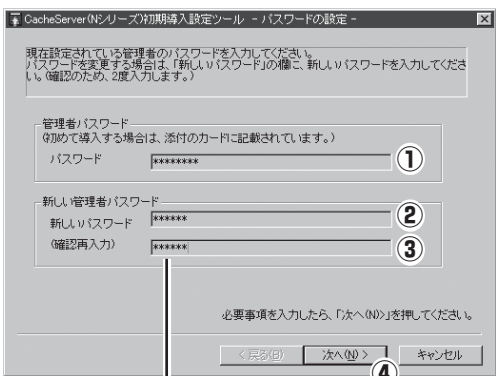 CacheServer(Nシリーズ)初期導入設定ツール - パスワードの設定 -
現在設定されている管理者のパスワードを入力してください。
パスワードを変更する場合は、「新しいパスワード」の欄に、新しいパスワードを入力してくださ
い。(確認のため、2度入力します。)
管理者パスワード
(初めて導入する場合は、添付のカードに記載されています。)
パスワード ******** ①
新しい管理者パスワード
新しいパスワード ****** ②
(確認再入力) ****** ③
必要事項を入力したら、「次へ(N)>」を押してください。
< 戻る(B) 次へ(N) > キャンセル
④